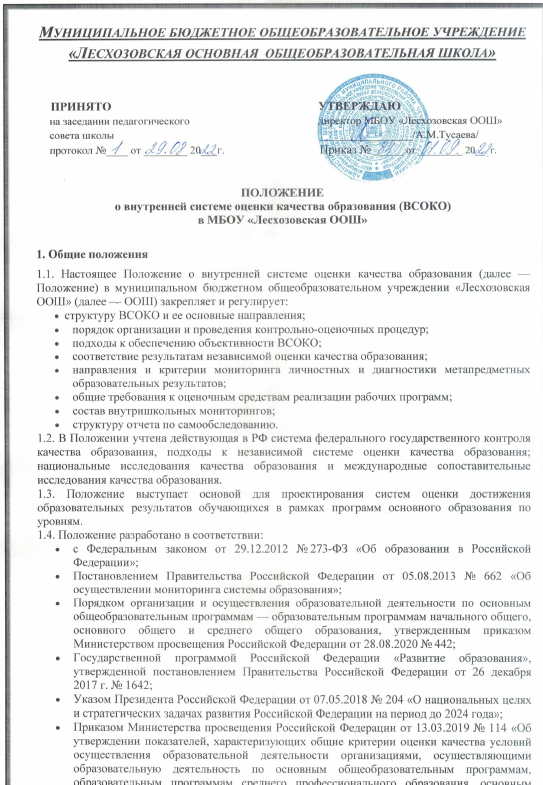 МУНИЦИПАЛЬНОЕ БЮДЖЕТНОЕ ОБЩЕОБРАЗОВАТЕЛЬНОЕ УЧРЕЖДЕНИЕ
«ЛЕСХОЗОВСКАЯ ОСНОВНАЯ ОБЩЕОБРАЗОВАТЕЛЬНАЯ ШКОЛА»
ПРИНЯТО
на заседании педагогического
совета школы
протокол № 1 от 29.08 2022г.
УТВЕРЖДАЮ
директор МБОУ «Лесхозовская ООШ»
/А.М.Тусаева/
Приказ № от 01.09. 2022г.
ПОЛОЖЕНИЕ
о внутренней системе оценки качества образования (ВСОКО)
в МБОУ «Лесхозовская ООШ»
1. Общие положения
1.1. Настоящее Положение о внутренней системе оценки качества образования (далее —
Положение) в муниципальном бюджетном общеобразовательном учреждении «Лесхозовская
ООШ» (далее — ООШ) закрепляет и регулирует:
• структуру ВСОКО и ее основные направления;
• порядок организации и проведения контрольно-оценочных процедур;
• подходы к обеспечению объективности ВСОКО;
• соответствие результатам независимой оценки качества образования;
• направления и критерии мониторинга личностных и диагностики метапредметных
образовательных результатов;
• общие требования к оценочным средствам реализации рабочих программ;
• состав внутришкольных мониторингов;
• структуру отчета по самообследованию.
1.2. В Положении учтена действующая в РФ система федерального государственного контроля
качества образования, подходы к независимой системе оценки качества образования;
национальные исследования качества образования и международные сопоставительные
исследования качества образования.
1.3. Положение выступает основой для проектирования систем оценки достижения
образовательных результатов обучающихся в рамках программ основного образования по
уровням.
1.4. Положение разработано в соответствии:
• с Федеральным законом от 29.12.2012 №273-ФЗ «Об образовании в Российской
Федерации»;
• Постановлением Правительства Российской Федерации от 05.08.2013 № 662 «Об
осуществлении мониторинга системы образования»;
• Порядком организации и осуществления образовательной деятельности по основным
общеобразовательным программам — образовательным программам начального общего,
основного общего и среднего общего образования, утвержденным приказом
Министерством просвещения Российской Федерации от 28.08.2020 № 442;
• Государственной программой Российской Федерации «Развитие образования»,
утвержденной постановлением Правительства Российской Федерации от 26 декабря
2017 г. № 1642;
• Указом Президента Российской Федерации от 07.05.2018 № 204 «О национальных целях
и стратегических задачах развития Российской Федерации на период до 2024 года»;
• Приказом Министерства просвещения Российской Федерации от 13.03.2019 № 114 «Об
утверждении показателей, характеризующих общие критерии оценки качества условий
осуществления образовательной деятельности организациями, осуществляющими
образовательную деятельность по основным общеобразовательным программам,
образовательным программам среднего профессионального образования, основным